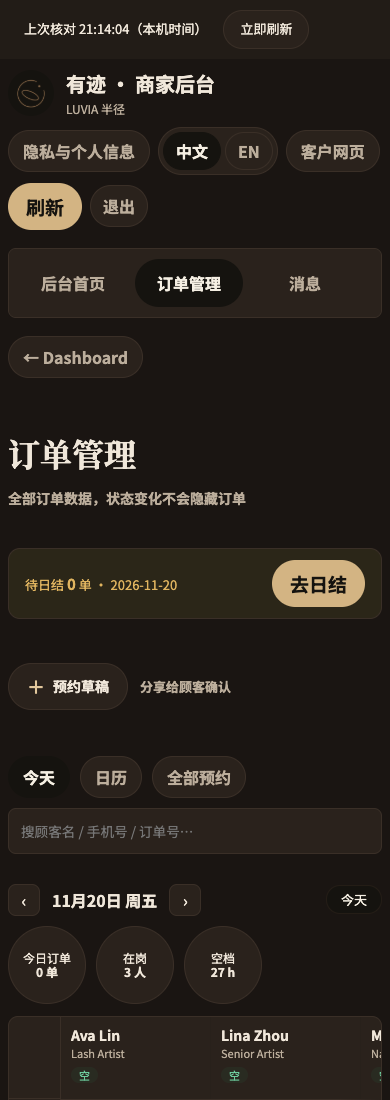 上次核对 21:14:04（本机时间） 立即刷新
有迹 · 商家后台
LUVIA 半径
隐私与个人信息 中文 EN 客户网页
刷新 退出
后台首页 订单管理 消息
← Dashboard
订单管理
全部订单数据，状态变化不会隐藏订单
待日结 0 单 · 2026-11-20 去日结
＋ 预约草稿 分享给顾客确认
今天 日历 全部预约
搜顾客名 / 手机号 / 订单号…
‹ 11月20日 周五 › 今天
今日订单 在岗 空档
0 单 3 人 27 h
Ava Lin Lina Zhou
Lash Artist Senior Artist
空 空